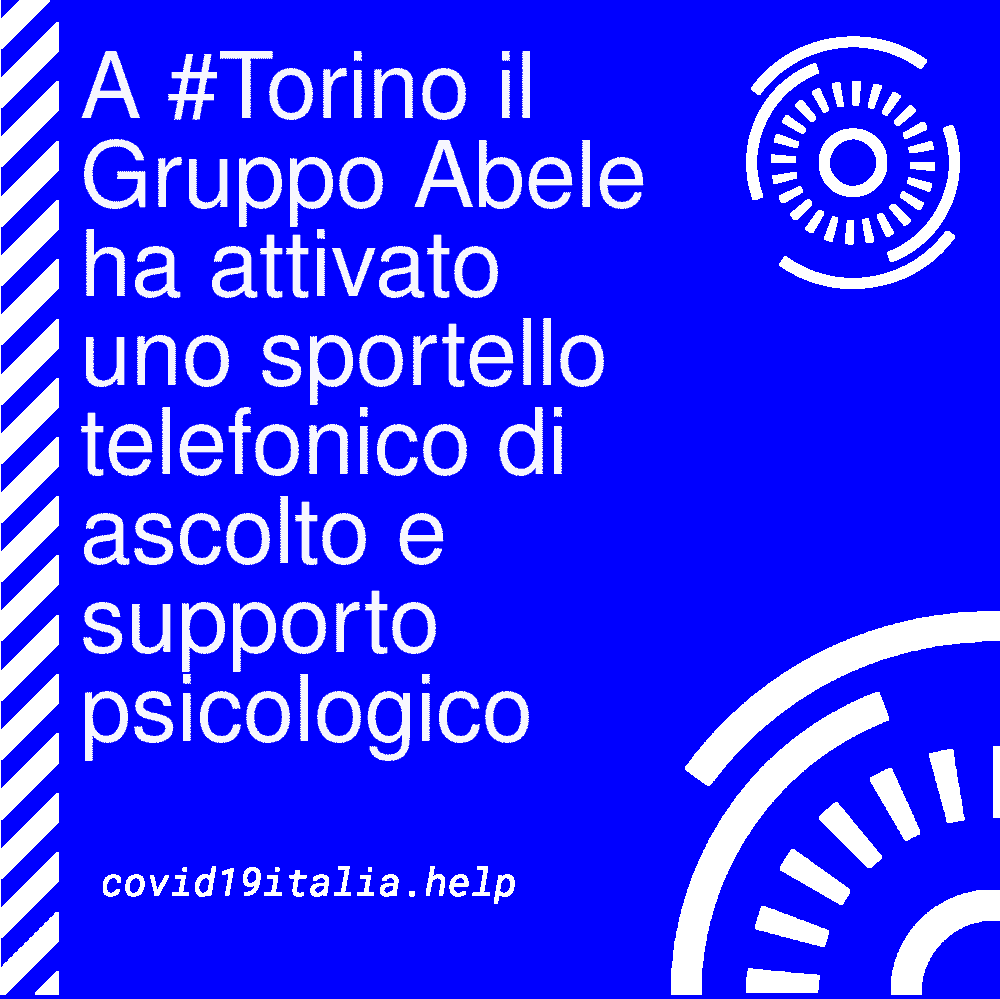 A #Torino il
Gruppo Abele
ha attivato
uno sportello
telefonico di
ascolto e
supporto
psicologico
covid19italia.help